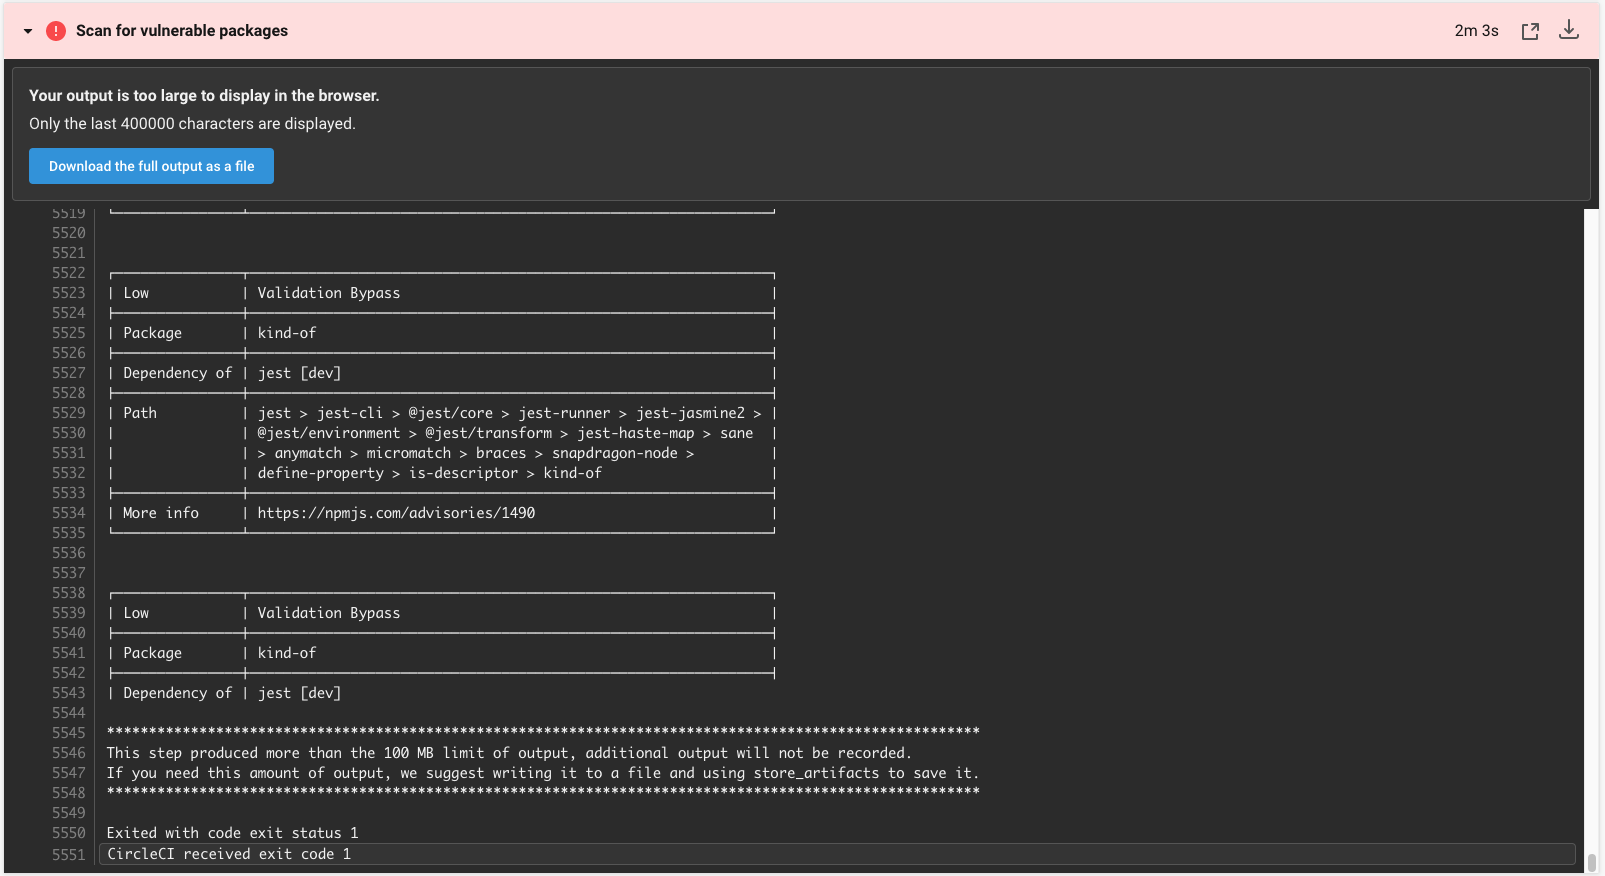 Scan for vulnerable packages
2m 3s
Your output is too large to display in the browser.
Only the last 400000 characters are displayed.
Download the full output as a file
5519
5520
5521
5522
5523 | Low | Validation Bypass |
5524
5525 | Package | kind-of |
5526
5527 | Dependency of | jest [dev] |
5528
5529 | Path | jest > jest-cli > @jest/core > jest-runner > jest-jasmine2 > |
5530 | | @jest/environment > @jest/transform > jest-haste-map > sane |
5531 | | > anymatch > micromatch > braces > snapdragon-node > |
5532 | | define-property > is-descriptor > kind-of |
5533
5534 | More info | https://npmjs.com/advisories/1490 |
5535
5536
5537
5538
5539 | Low | Validation Bypass |
5540
5541 | Package | kind-of |
5542
5543 | Dependency of | jest [dev]
5544
5545 ********************************************************************************************************
5546 This step produced more than the 100 MB limit of output, additional output will not be recorded.
5547 If you need this amount of output, we suggest writing it to a file and using store_artifacts to save it.
5548 ********************************************************************************************************
5549
5550 Exited with code exit status 1
5551 CircleCI received exit code 1